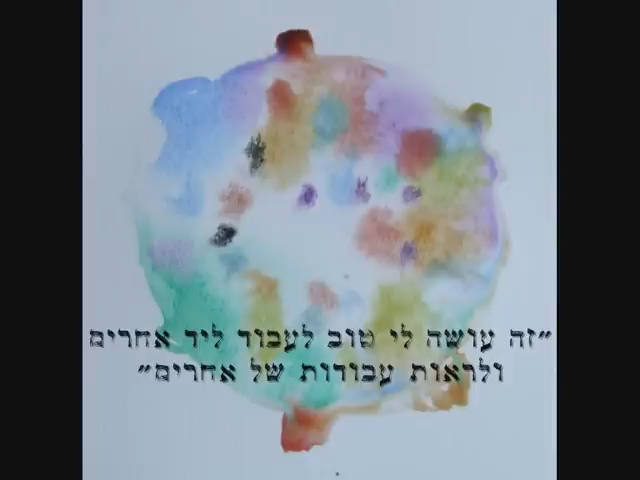 "זה עושה לי טוב לעבוד ליד אחרים
ולראות עבודות של אחרים"